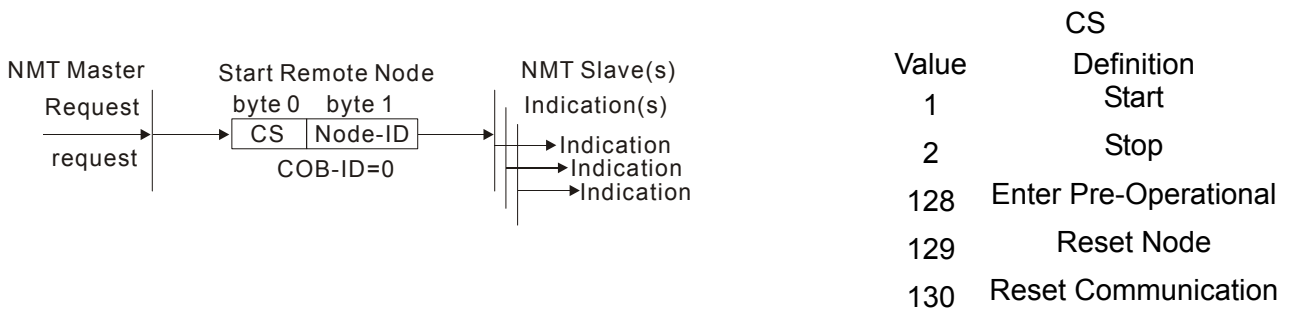 NMT Master
Request
request
Start Remote Node
byte 0 byte 1
CS Node-ID
COB-ID=0
NMT Slave(s)
Indication(s)
Indication
Indication
Indication
CS
Value Definition
1 Start
2 Stop
128 Enter Pre-Operational
129 Reset Node
130 Reset Communication